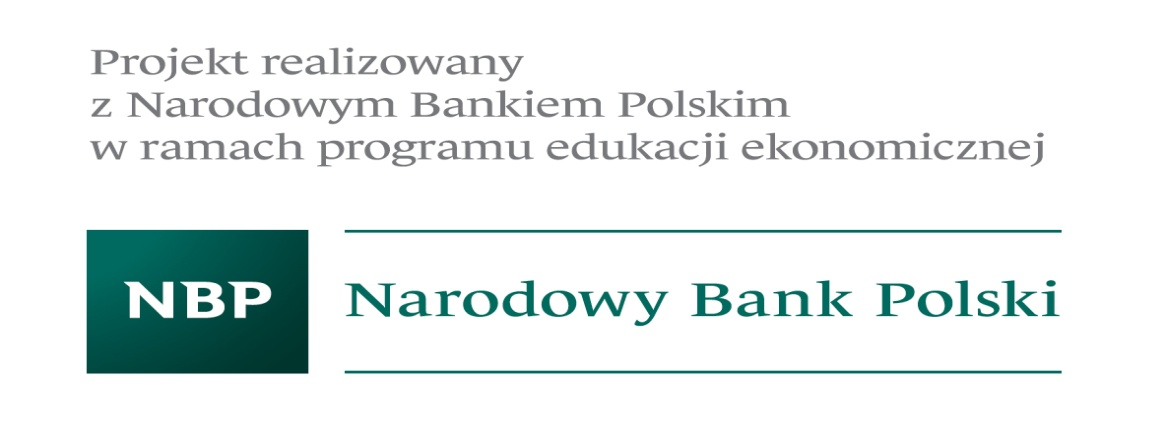 Projekt realizowany
z Narodowym Bankiem Polskim
w ramach programu edukacji ekonomicznej
NBP
Narodowy Bank Polski